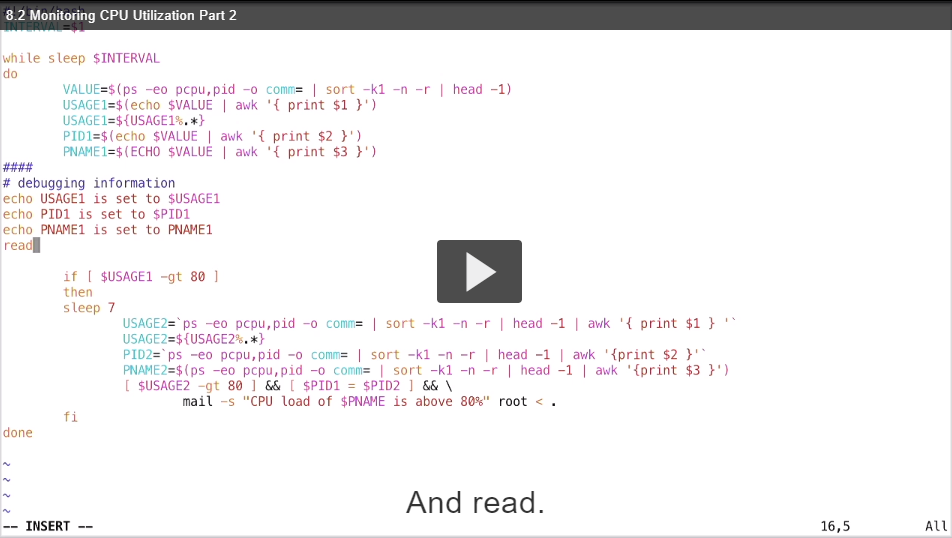 8.2 Monitoring CPU Utilization Part 2
INTERVAL=$1
while sleep $INTERVAL
do
VALUE=$(ps -eo pcpu,pid -o comm= | sort -k1 -n -r | head -1)
USAGE1=$(echo $VALUE | awk '{ print $1 }')
USAGE1=${USAGE1%.*}
PID1=$(echo $VALUE | awk '{ print $2 }')
PNAME1=$(ECHO $VALUE | awk '{ print $3 }')
####
# debugging information
echo USAGE1 is set to $USAGE1
echo PID1 is set to $PID1
echo PNAME1 is set to PNAME1
read
if [ $USAGE1 -gt 80 ]
then
sleep 7
USAGE2=`ps -eo pcpu,pid -o comm= | sort -k1 -n -r | head -1 | awk '{ print $1 } '`
USAGE2=${USAGE2%.*}
PID2=`ps -eo pcpu,pid -o comm= | sort -k1 -n -r | head -1 | awk '{print $2 }'`
PNAME2=$(ps -eo pcpu,pid -o comm= | sort -k1 -n -r | head -1 | awk '{print $3 }')
[ $USAGE2 -gt 80 ] && [ $PID1 = $PID2 ] && \
mail -s "CPU load of $PNAME is above 80%" root < .
fi
done
~
~
~
~
And read.
-- INSERT -- 16,5 All